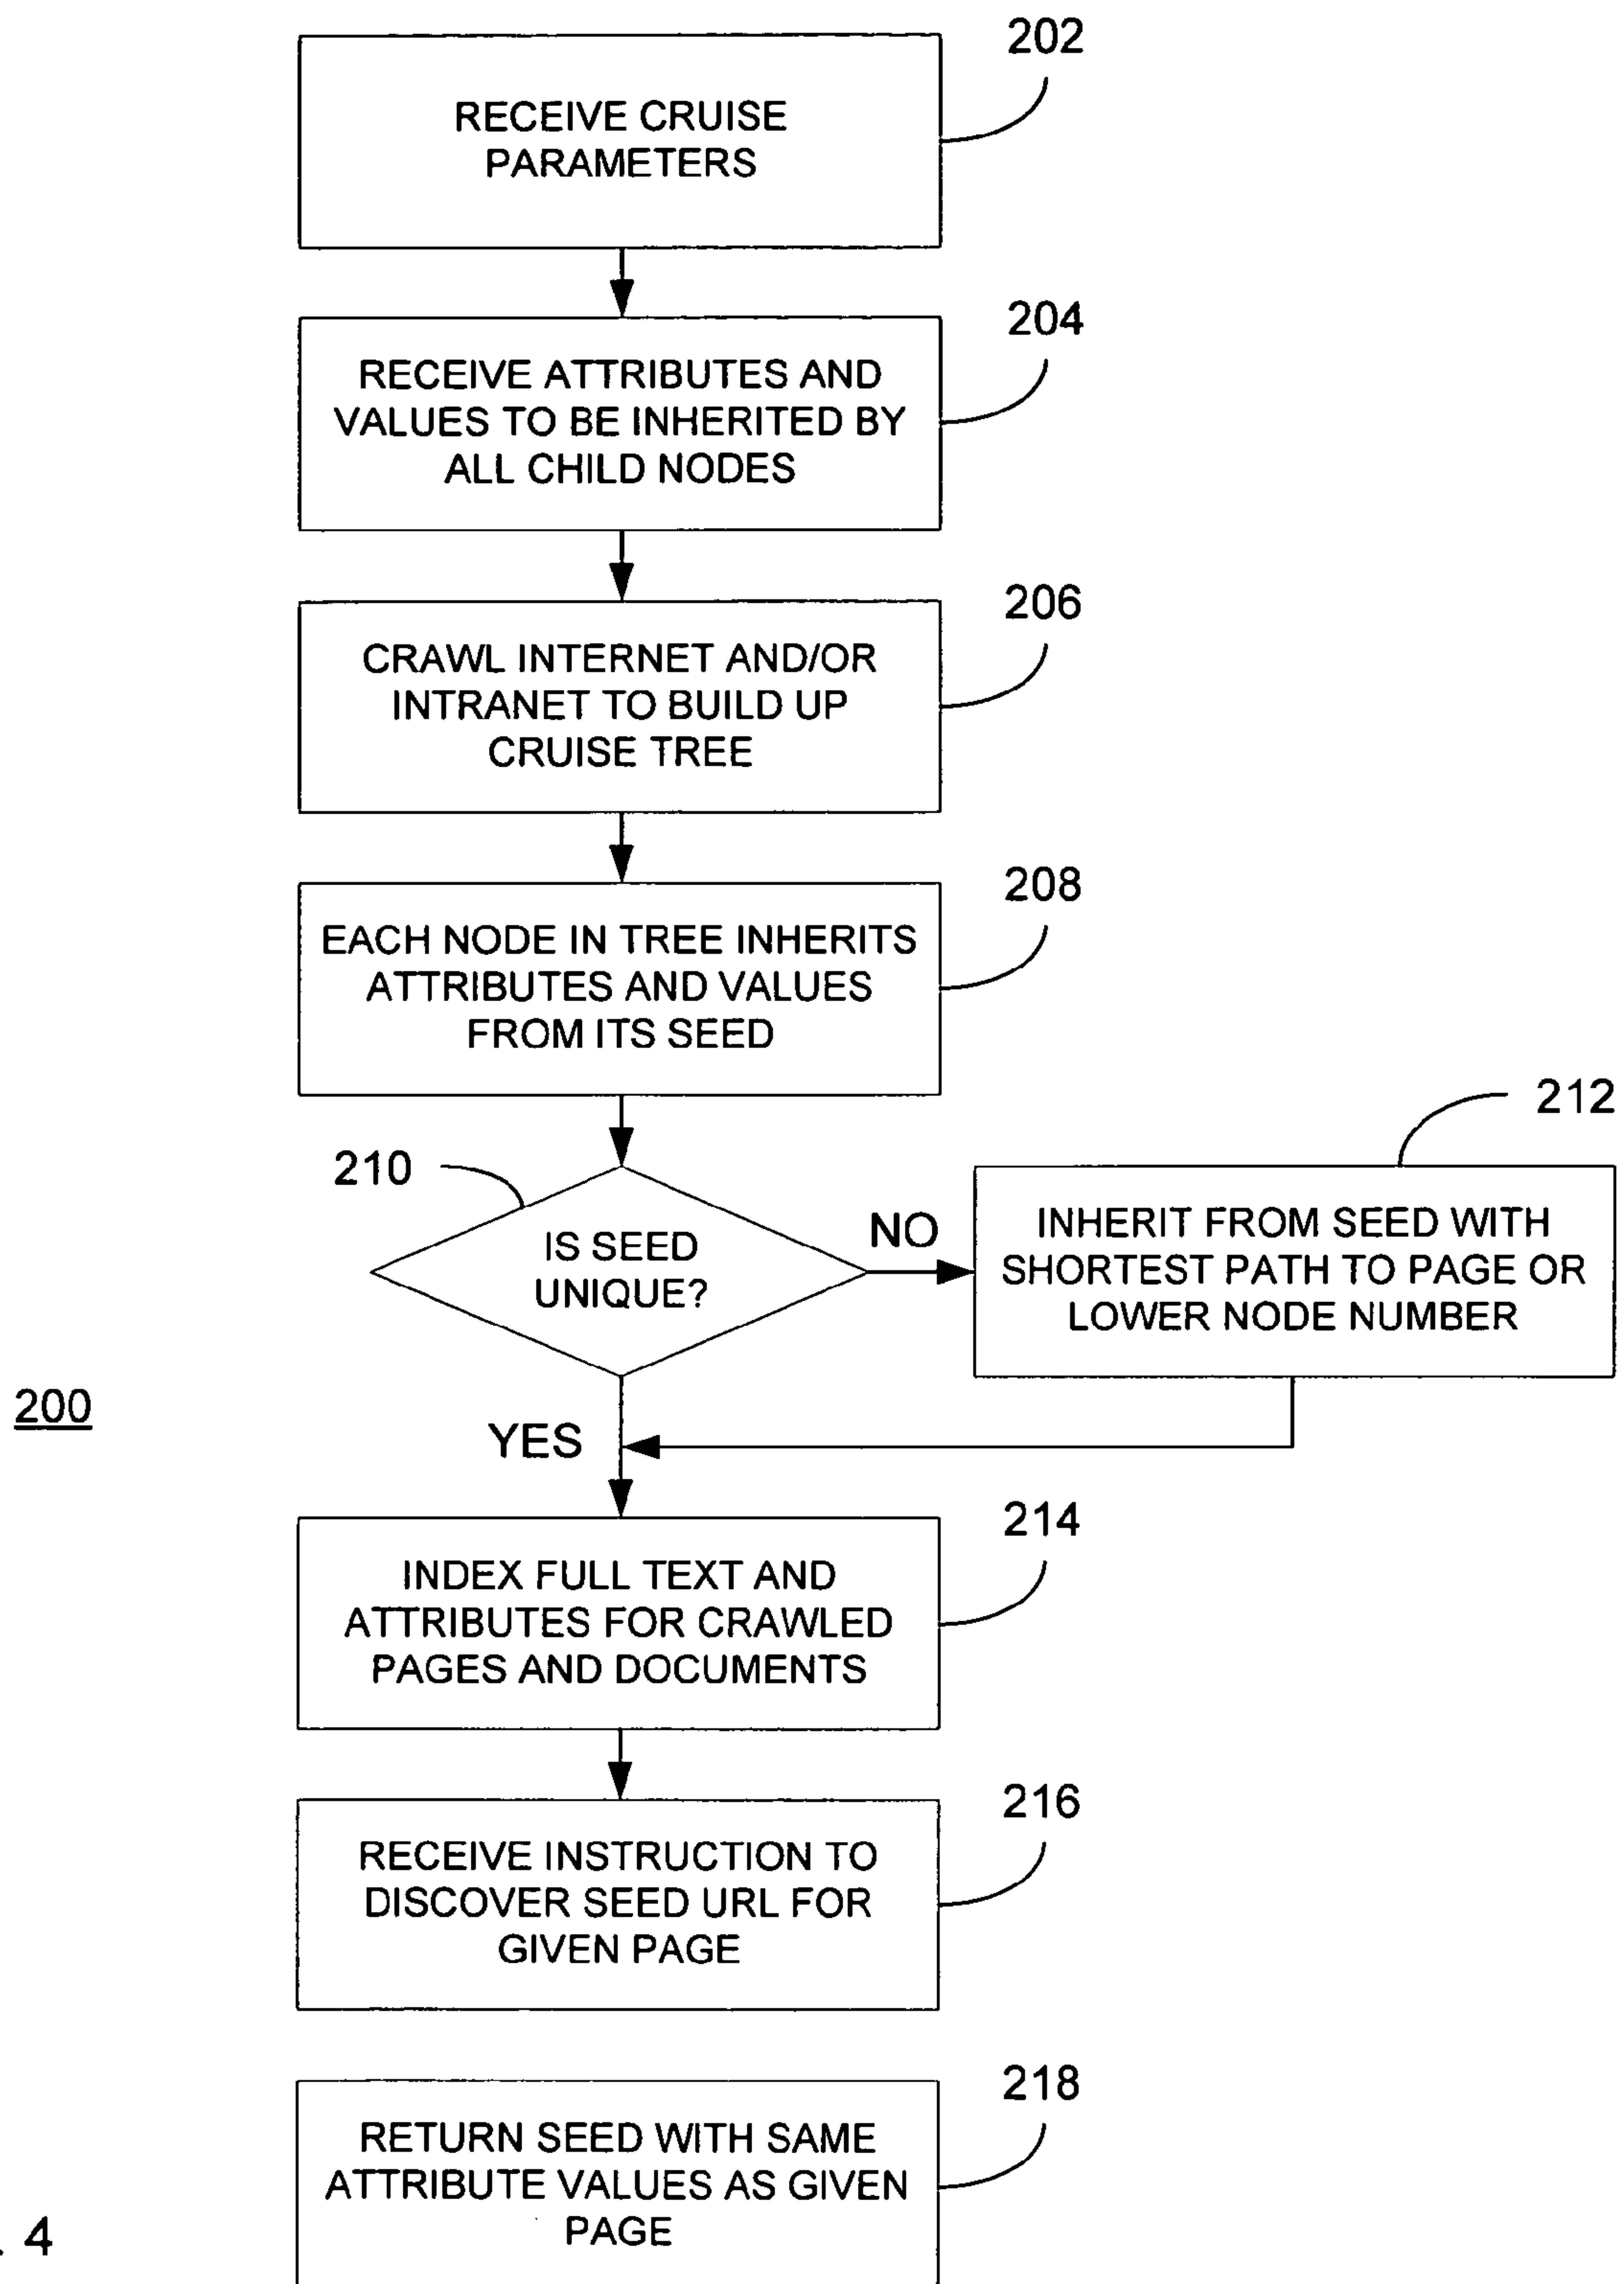 202
RECEIVE CRUISE
PARAMETERS
204
RECEIVE ATTRIBUTES AND
VALUES TO BE INHERITED BY
ALL CHILD NODES
206
CRAWL INTERNET AND/OR
INTRANET TO BUILD UP
CRUISE TREE
208
EACH NODE IN TREE INHERITS
ATTRIBUTES AND VALUES
FROM ITS SEED
212
210
IS SEED
UNIQUE?
NO
INHERIT FROM SEED WITH
SHORTEST PATH TO PAGE OR
LOWER NODE NUMBER
200
YES
214
INDEX FULL TEXT AND
ATTRIBUTES FOR CRAWLED
PAGES AND DOCUMENTS
216
RECEIVE INSTRUCTION TO
DISCOVER SEED URL FOR
GIVEN PAGE
218
RETURN SEED WITH SAME
ATTRIBUTE VALUES AS GIVEN
PAGE
. 4